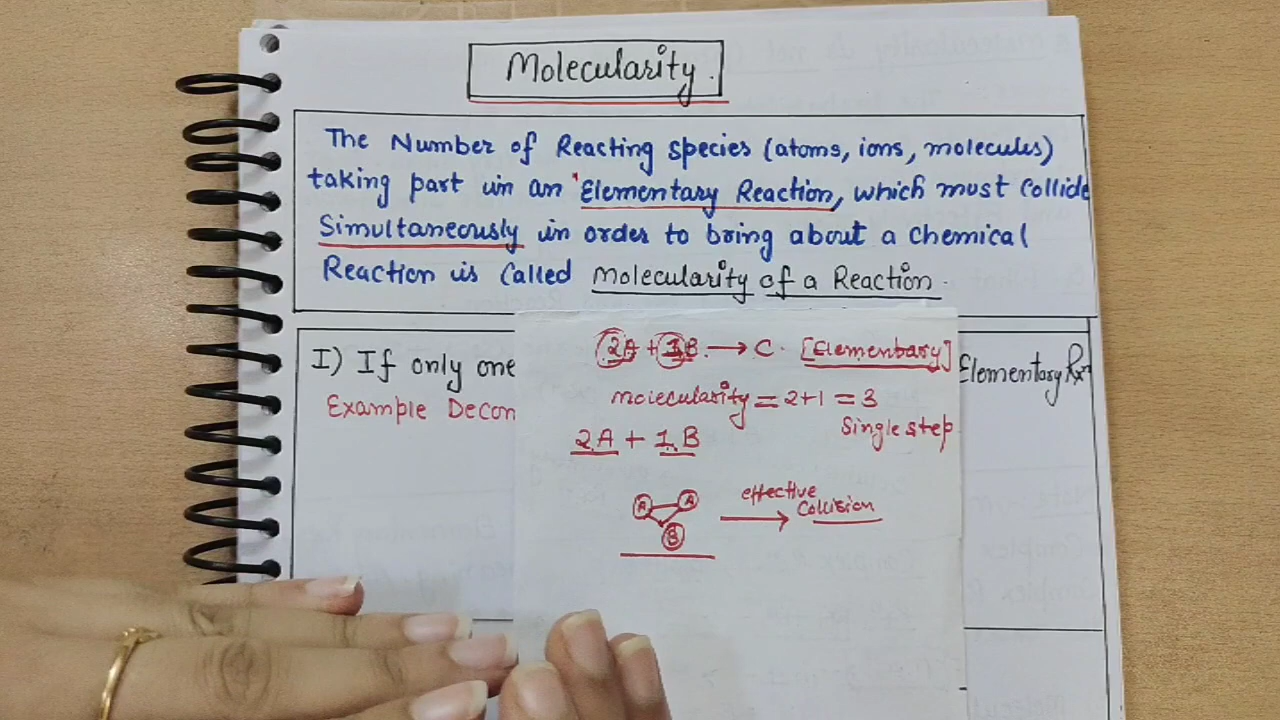 Molecularity.
The Number of Reacting species (atoms, ions, molecules)
taking part in an Elementary Reaction, which must collide
Simultaneously in order to bring about a chemical
Reaction is called Molecularity of a Reaction.
I) If only one
Elementary Rxn
Example Decom
2A + 1B. → C. [Elementary]
molecularity = 2+1 = 3
Single step
2A + 1B
A A
B
effective
Collision